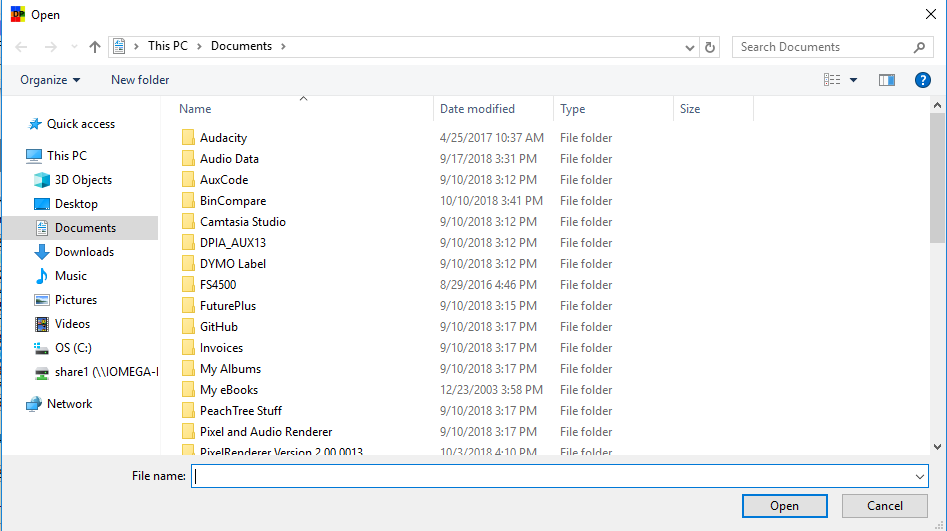 Open
This PC > Documents >
Search Documents
Organize
New folder
Name Date modified Type Size
Quick access
This PC
3D Objects
Desktop
Documents
Downloads
Music
Pictures
Videos
OS (C:)
share1 (\\IOMEGA-
Network
Audacity 4/25/2017 10:37 AM File folder
Audio Data 9/17/2018 3:31 PM File folder
AuxCode 9/10/2018 3:12 PM File folder
BinCompare 10/10/2018 3:41 PM File folder
Camtasia Studio 9/10/2018 3:12 PM File folder
DPIA_AUX13 9/10/2018 3:12 PM File folder
DYMO Label 9/10/2018 3:12 PM File folder
FS4500 8/29/2016 4:46 PM File folder
FuturePlus 9/10/2018 3:15 PM File folder
GitHub 9/10/2018 3:17 PM File folder
Invoices 9/10/2018 3:17 PM File folder
My Albums 9/10/2018 3:17 PM File folder
My eBooks 12/23/2003 3:58 PM File folder
PeachTree Stuff 9/10/2018 3:17 PM File folder
Pixel and Audio Renderer 9/10/2018 3:17 PM File folder
PixelRenderer Version 2.00.0013 10/3/2018 4:10 PM File folder
File name:
Open
Cancel